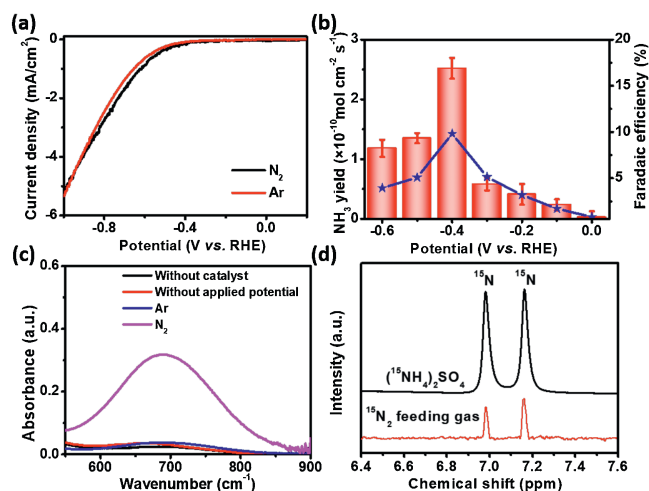 (a)
Current density (mA/cm²)
0
-2
-4
-6
-0.8
-0.4
0.0
N₂
Ar
Potential (V vs. RHE)
(b)
NH₃ yield (×10⁻¹⁰mol cm⁻² s⁻¹)
3
2
1
0
20
15
10
5
0
Faradaic efficiency (%)
-0.6 -0.5 -0.4 -0.3 -0.2 -0.1 0.0
Potential (V vs. RHE)
(c)
Absorbance (a.u.)
0.6
0.4
0.2
0.0
Without catalyst
Without applied potential
Ar
N₂
600 700 800 900
Wavenumber (cm⁻¹)
(d)
Intensity (a.u.)
¹⁵N ¹⁵N
(¹⁵NH₄)₂SO₄
¹⁵N₂ feeding gas
6.4 6.6 6.8 7.0 7.2 7.4 7.6
Chemical shift (ppm)